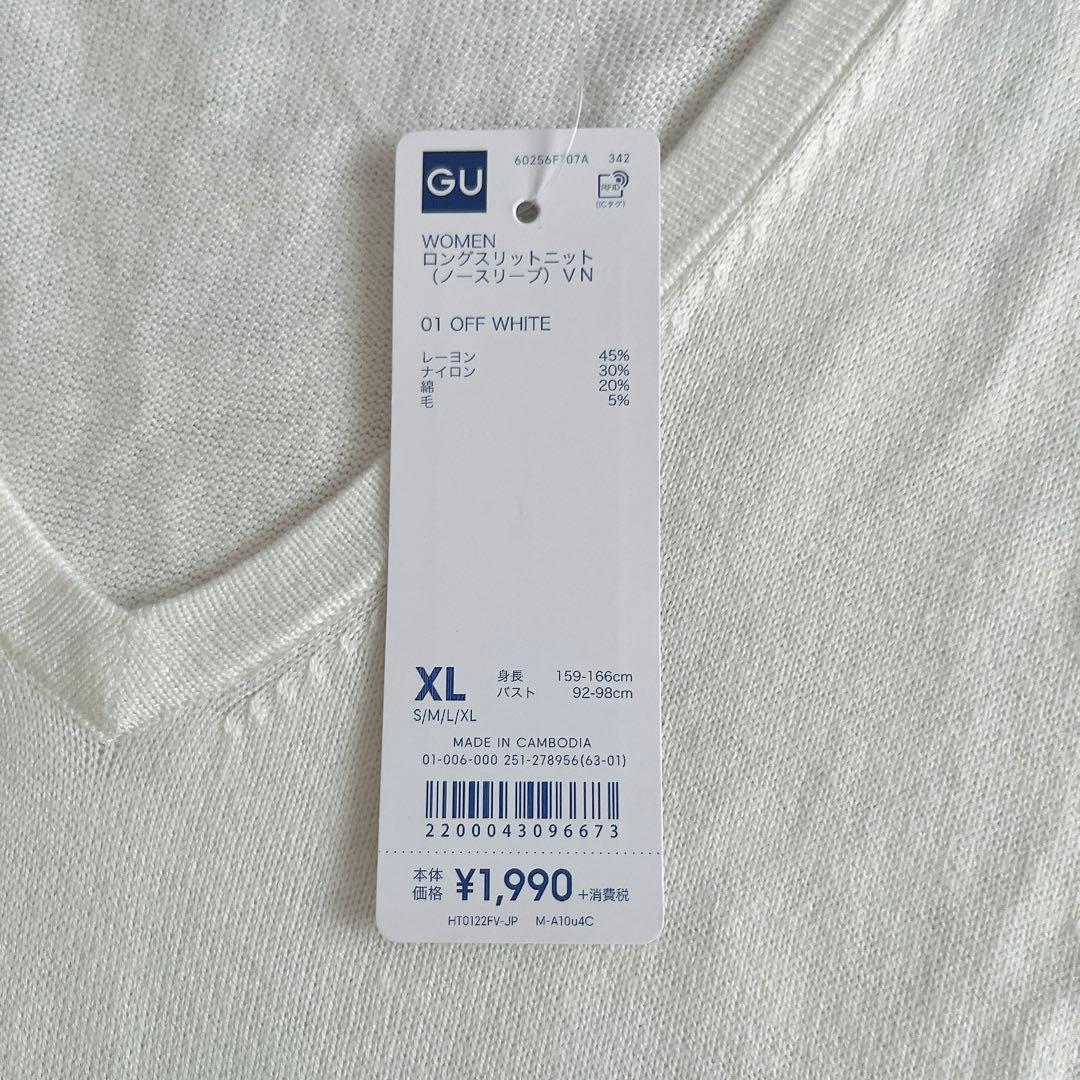 GU
342
RFID
(ICタグ)
WOMEN
ロングスリットニット
（ノースリーブ）ＶＮ
01 OFF WHITE
レーヨン 45%
ナイロン 30%
綿 20%
毛 5%
XL
S/M/L/XL
身長 159-166cm
バスト 92-98cm
MADE IN CAMBODIA
01-006-000 251-278956(63-01)
2200043096673
本体価格 ¥1,990 +消費税
HT0122FV-JP M-A10u4C